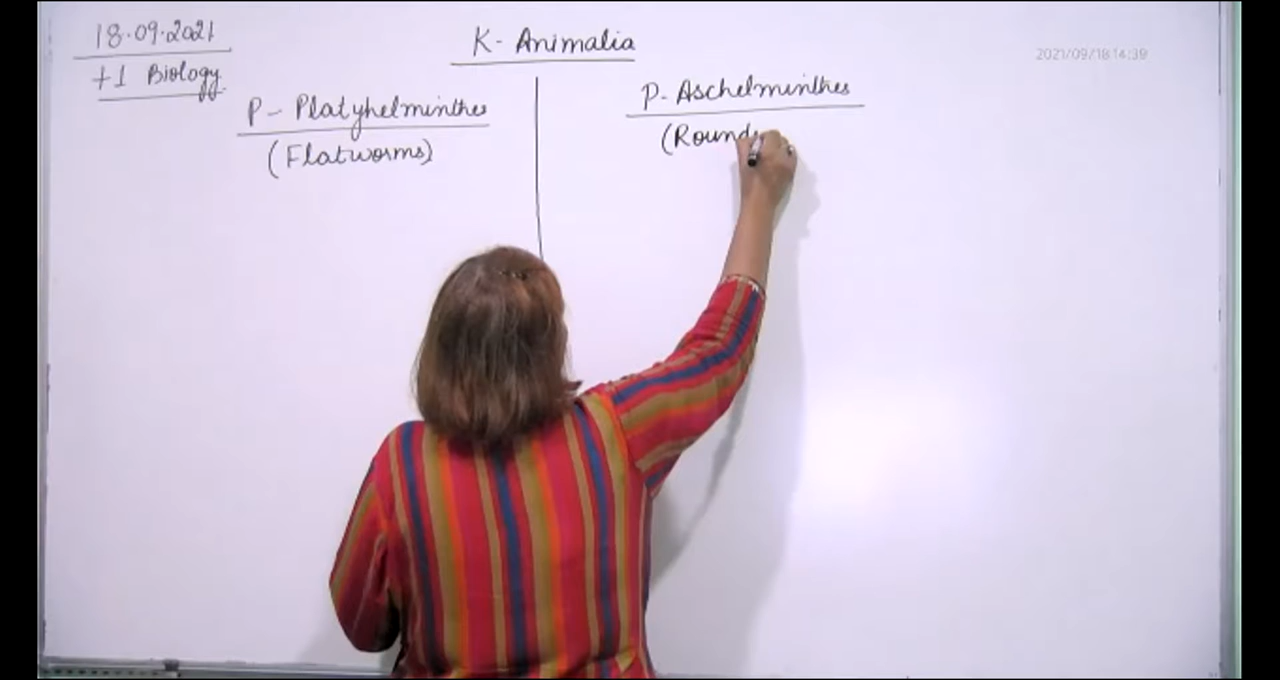 18.09.2021
+1 Biology
K- Animalia
2021/09/18 14:39
P- Platyhelminthes
(Flatworms)
P- Aschelminthes
(Round